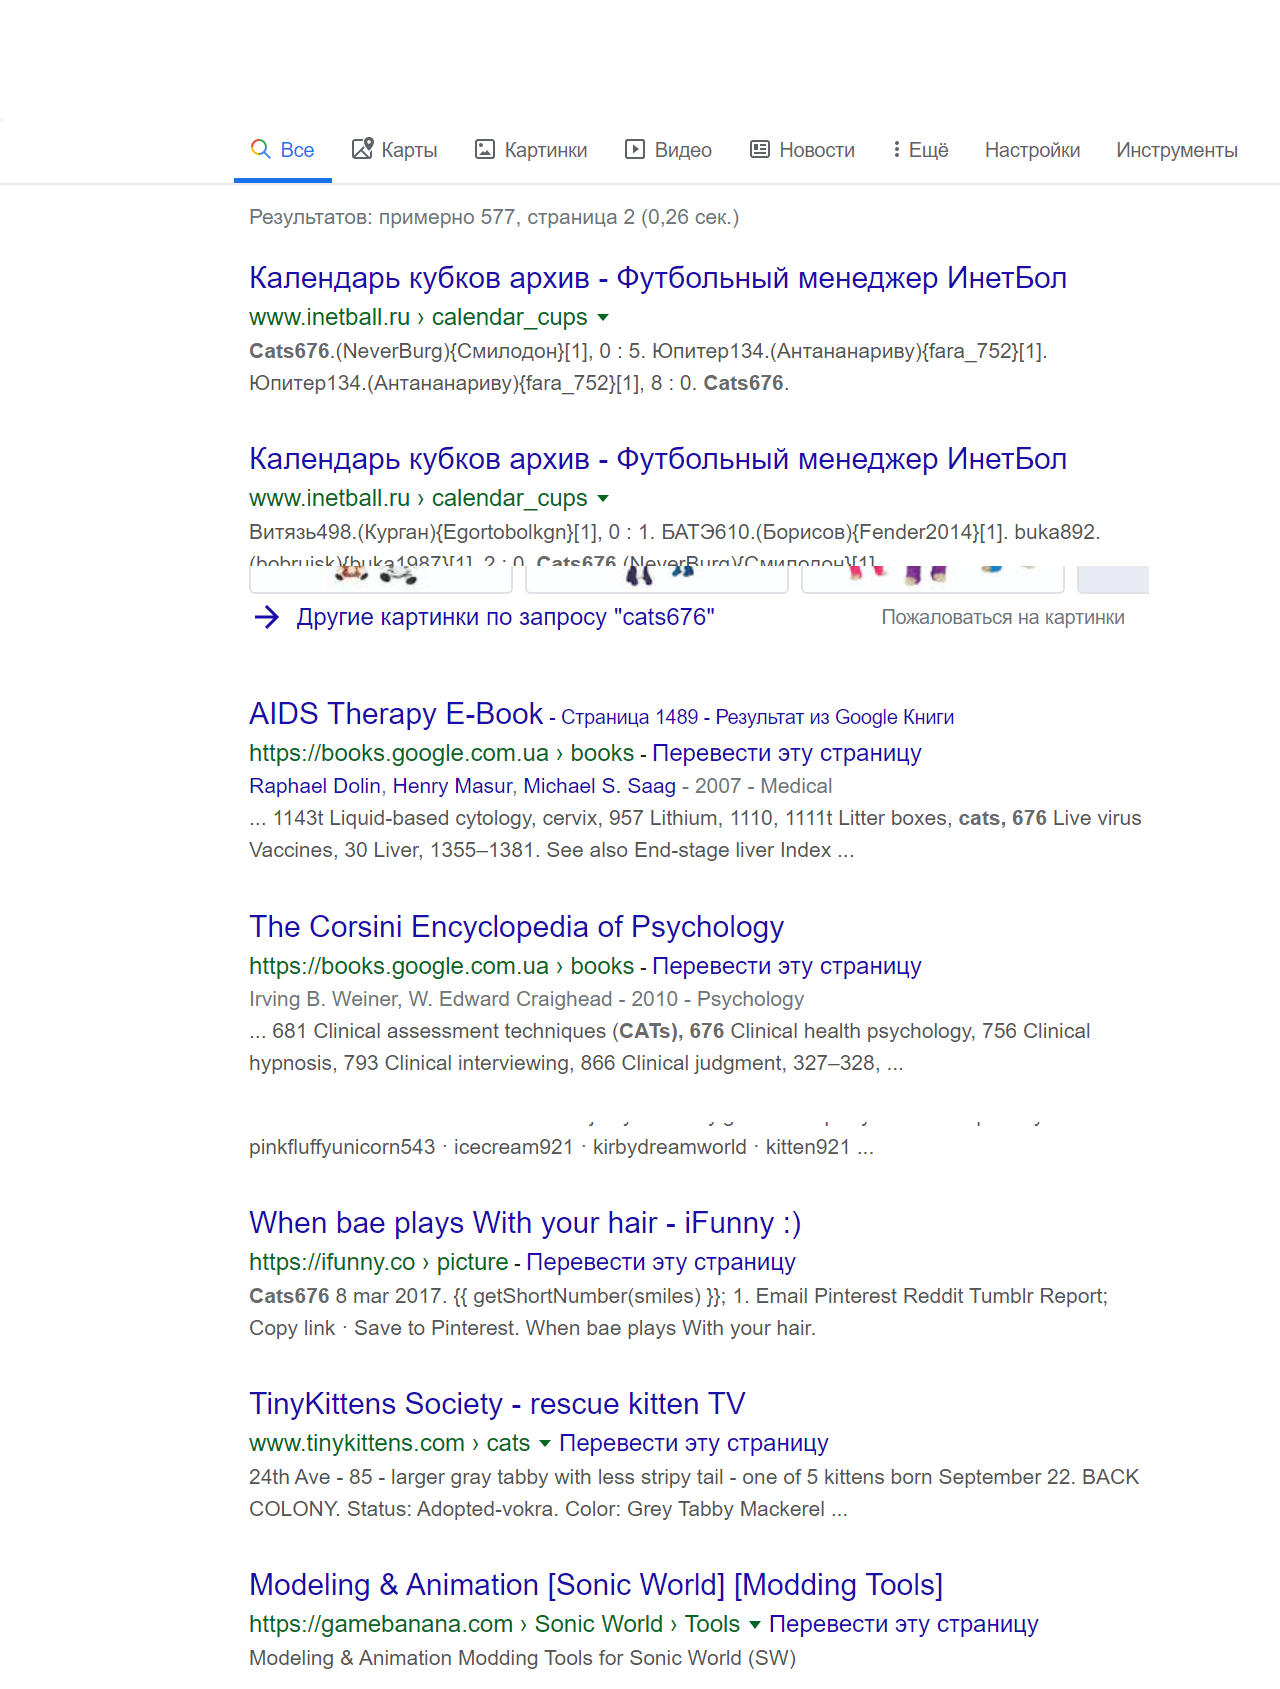 Все Карты Картинки Видео Новости Ещё Настройки Инструменты
Результатов: примерно 577, страница 2 (0,26 сек.)
Календарь кубков архив - Футбольный менеджер ИнетБол
www.inetball.ru › calendar_cups
Cats676.(NeverBurg){Смилодон}[1], 0 : 5. Юпитер134.(Антананариву){fara_752}[1].
Юпитер134.(Антананариву){fara_752}[1], 8 : 0. Cats676.
Календарь кубков архив - Футбольный менеджер ИнетБол
www.inetball.ru › calendar_cups
Витязь498.(Курган){Egortobolkgn}[1], 0 : 1. БАТЭ610.(Борисов){Fender2014}[1]. buka892.
(bobruisk){buka1987}[1], 2 : 0. Cats676.(NeverBurg){Смилодон}[1]
Другие картинки по запросу "cats676" Пожаловаться на картинки
AIDS Therapy E-Book - Страница 1489 - Результат из Google Книги
https://books.google.com.ua › books - Перевести эту страницу
Raphael Dolin, Henry Masur, Michael S. Saag - 2007 - Medical
... 1143t Liquid-based cytology, cervix, 957 Lithium, 1110, 1111t Litter boxes, cats, 676 Live virus
Vaccines, 30 Liver, 1355–1381. See also End-stage liver Index ...
The Corsini Encyclopedia of Psychology
https://books.google.com.ua › books - Перевести эту страницу
Irving B. Weiner, W. Edward Craighead - 2010 - Psychology
... 681 Clinical assessment techniques (CATs), 676 Clinical health psychology, 756 Clinical
hypnosis, 793 Clinical interviewing, 866 Clinical judgment, 327–328, ...
pinkfluffyunicorn543 · icecream921 · kirbydreamworld · kitten921 ...
When bae plays With your hair - iFunny :)
https://ifunny.co › picture - Перевести эту страницу
Cats676 8 mar 2017. {{ getShortNumber(smiles) }}; 1. Email Pinterest Reddit Tumblr Report;
Copy link · Save to Pinterest. When bae plays With your hair.
TinyKittens Society - rescue kitten TV
www.tinykittens.com › cats Перевести эту страницу
24th Ave - 85 - larger gray tabby with less stripy tail - one of 5 kittens born September 22. BACK
COLONY. Status: Adopted-vokra. Color: Grey Tabby Mackerel ...
Modeling & Animation [Sonic World] [Modding Tools]
https://gamebanana.com › Sonic World › Tools Перевести эту страницу
Modeling & Animation Modding Tools for Sonic World (SW)